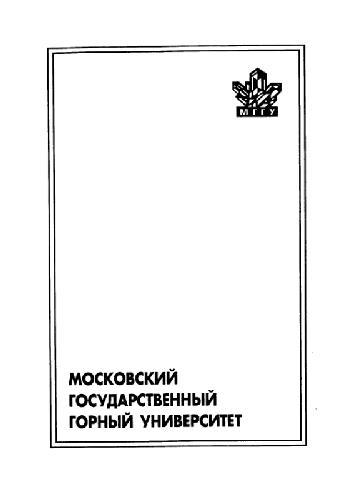 МГГУ
МОСКОВСКИЙ
ГОСУДАРСТВЕННЫЙ
ГОРНЫЙ УНИВЕРСИТЕТ